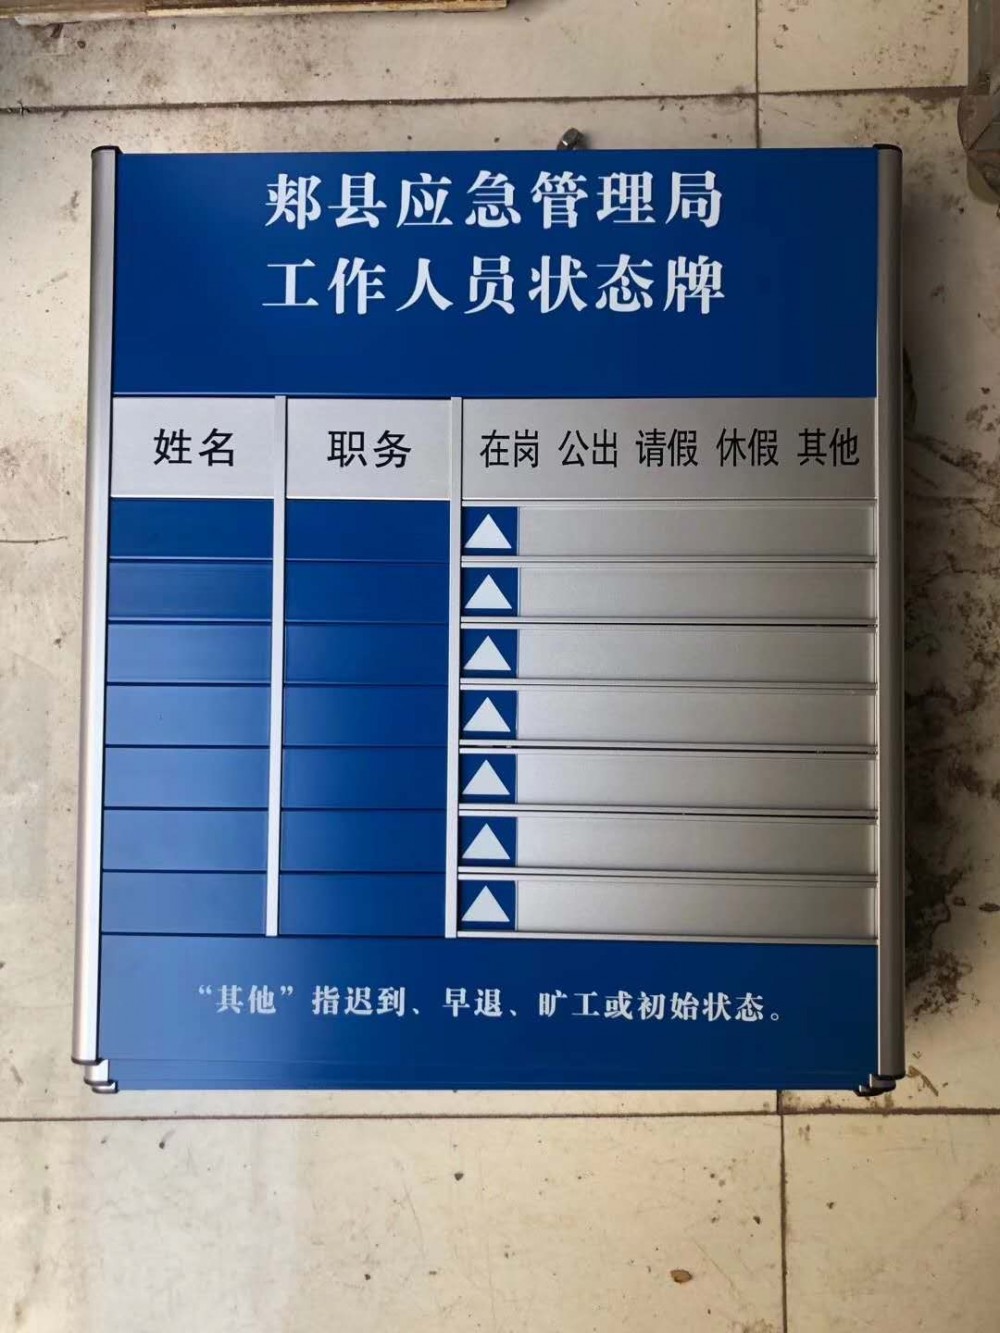 郏县应急管理局
工作人员状态牌
姓名 职务 在岗 公出 请假 休假 其他
“其他”指迟到、早退、旷工或初始状态。